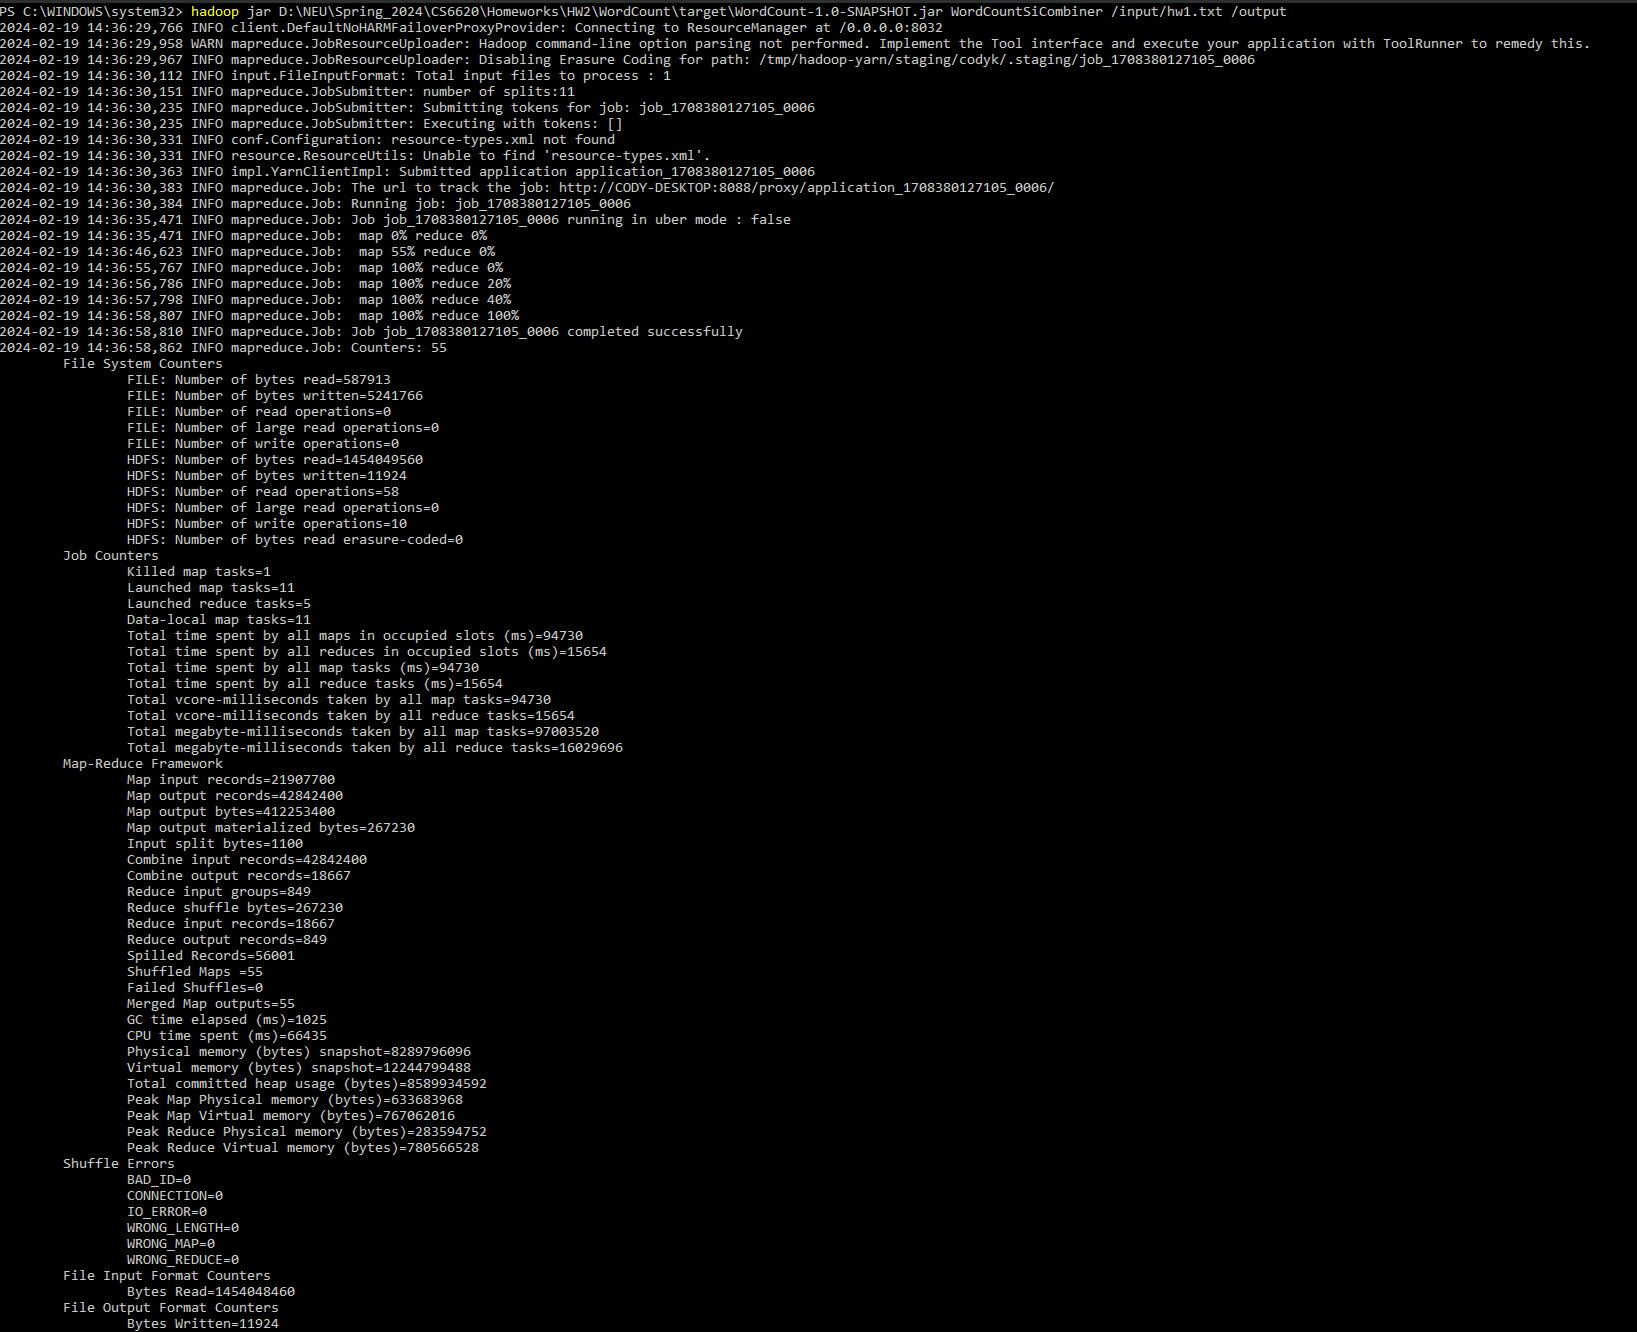 PS C:\WINDOWS\system32> hadoop jar D:\NEU\Spring_2024\CS6620\Homeworks\HW2\WordCount\target\WordCount-1.0-SNAPSHOT.jar WordCountSiCombiner /input/hw1.txt /output
2024-02-19 14:36:29,766 INFO client.DefaultNoHARMFailoverProxyProvider: Connecting to ResourceManager at /0.0.0.0:8032
2024-02-19 14:36:29,958 WARN mapreduce.JobResourceUploader: Hadoop command-line option parsing not performed. Implement the Tool interface and execute your application with ToolRunner to remedy this.
2024-02-19 14:36:29,967 INFO mapreduce.JobResourceUploader: Disabling Erasure Coding for path: /tmp/hadoop-yarn/staging/codyk/.staging/job_1708380127105_0006
2024-02-19 14:36:30,112 INFO input.FileInputFormat: Total input files to process : 1
2024-02-19 14:36:30,151 INFO mapreduce.JobSubmitter: number of splits:11
2024-02-19 14:36:30,235 INFO mapreduce.JobSubmitter: Submitting tokens for job: job_1708380127105_0006
2024-02-19 14:36:30,235 INFO mapreduce.JobSubmitter: Executing with tokens: []
2024-02-19 14:36:30,331 INFO conf.Configuration: resource-types.xml not found
2024-02-19 14:36:30,331 INFO resource.ResourceUtils: Unable to find 'resource-types.xml'.
2024-02-19 14:36:30,363 INFO impl.YarnClientImpl: Submitted application application_1708380127105_0006
2024-02-19 14:36:30,383 INFO mapreduce.Job: The url to track the job: http://CODY-DESKTOP:8088/proxy/application_1708380127105_0006/
2024-02-19 14:36:30,384 INFO mapreduce.Job: Running job: job_1708380127105_0006
2024-02-19 14:36:35,471 INFO mapreduce.Job: Job job_1708380127105_0006 running in uber mode : false
2024-02-19 14:36:35,471 INFO mapreduce.Job:  map 0% reduce 0%
2024-02-19 14:36:46,623 INFO mapreduce.Job:  map 55% reduce 0%
2024-02-19 14:36:55,767 INFO mapreduce.Job:  map 100% reduce 0%
2024-02-19 14:36:56,786 INFO mapreduce.Job:  map 100% reduce 20%
2024-02-19 14:36:57,798 INFO mapreduce.Job:  map 100% reduce 40%
2024-02-19 14:36:58,807 INFO mapreduce.Job:  map 100% reduce 100%
2024-02-19 14:36:58,810 INFO mapreduce.Job: Job job_1708380127105_0006 completed successfully
2024-02-19 14:36:58,862 INFO mapreduce.Job: Counters: 55
File System Counters
FILE: Number of bytes read=587913
FILE: Number of bytes written=5241766
FILE: Number of read operations=0
FILE: Number of large read operations=0
FILE: Number of write operations=0
HDFS: Number of bytes read=1454049560
HDFS: Number of bytes written=11924
HDFS: Number of read operations=58
HDFS: Number of large read operations=0
HDFS: Number of write operations=10
HDFS: Number of bytes read erasure-coded=0
Job Counters
Killed map tasks=1
Launched map tasks=11
Launched reduce tasks=5
Data-local map tasks=11
Total time spent by all maps in occupied slots (ms)=94730
Total time spent by all reduces in occupied slots (ms)=15654
Total time spent by all map tasks (ms)=94730
Total time spent by all reduce tasks (ms)=15654
Total vcore-milliseconds taken by all map tasks=94730
Total vcore-milliseconds taken by all reduce tasks=15654
Total megabyte-milliseconds taken by all map tasks=97003520
Total megabyte-milliseconds taken by all reduce tasks=16029696
Map-Reduce Framework
Map input records=21907700
Map output records=42842400
Map output bytes=412253400
Map output materialized bytes=267230
Input split bytes=1100
Combine input records=42842400
Combine output records=18667
Reduce input groups=849
Reduce shuffle bytes=267230
Reduce input records=18667
Reduce output records=849
Spilled Records=56001
Shuffled Maps =55
Failed Shuffles=0
Merged Map outputs=55
GC time elapsed (ms)=1025
CPU time spent (ms)=66435
Physical memory (bytes) snapshot=8289796096
Virtual memory (bytes) snapshot=12244799488
Total committed heap usage (bytes)=8589934592
Peak Map Physical memory (bytes)=633683968
Peak Map Virtual memory (bytes)=767062016
Peak Reduce Physical memory (bytes)=283594752
Peak Reduce Virtual memory (bytes)=780566528
Shuffle Errors
BAD_ID=0
CONNECTION=0
IO_ERROR=0
WRONG_LENGTH=0
WRONG_MAP=0
WRONG_REDUCE=0
File Input Format Counters
Bytes Read=1454048460
File Output Format Counters
Bytes Written=11924